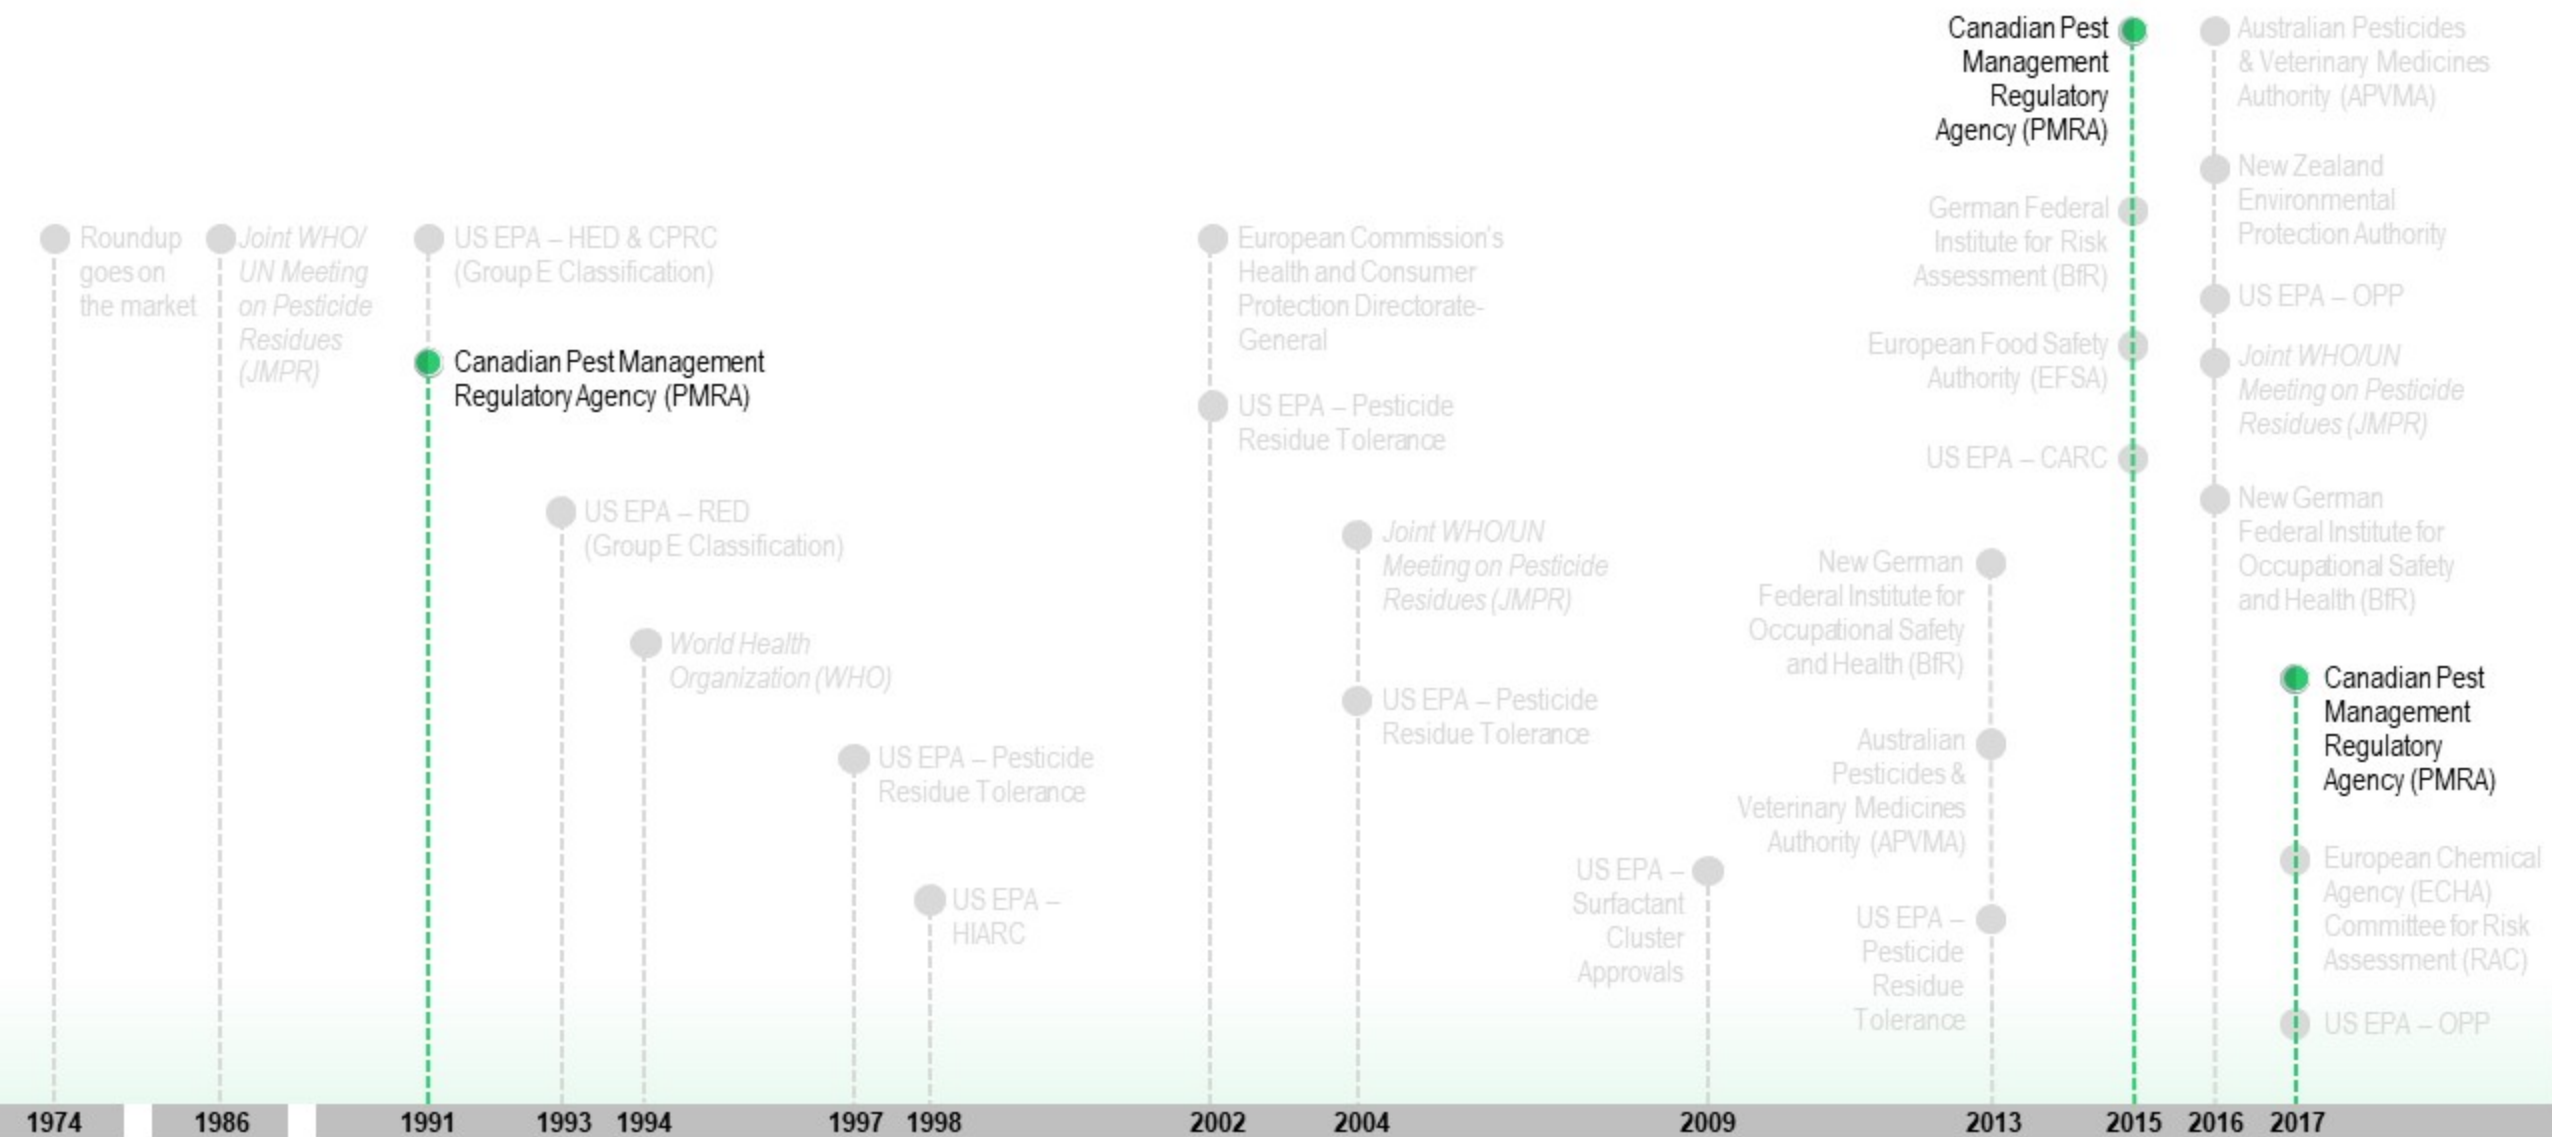 Roundup
goes on
the market
Joint WHO/
UN Meeting
on Pesticide
Residues
(JMPR)
US EPA – HED & CPRC
(Group E Classification)
Canadian Pest Management
Regulatory Agency (PMRA)
US EPA – RED
(Group E Classification)
World Health
Organization (WHO)
US EPA – Pesticide
Residue Tolerance
US EPA –
HIARC
European Commission's
Health and Consumer
Protection Directorate-
General
US EPA – Pesticide
Residue Tolerance
Joint WHO/UN
Meeting on Pesticide
Residues (JMPR)
US EPA – Pesticide
Residue Tolerance
US EPA –
Surfactant
Cluster
Approvals
New German
Federal Institute for
Occupational Safety
and Health (BfR)
Australian
Pesticides &
Veterinary Medicines
Authority (APVMA)
US EPA –
Pesticide
Residue
Tolerance
Canadian Pest
Management
Regulatory
Agency (PMRA)
German Federal
Institute for Risk
Assessment (BfR)
European Food Safety
Authority (EFSA)
US EPA – CARC
Australian Pesticides
& Veterinary Medicines
Authority (APVMA)
New Zealand
Environmental
Protection Authority
US EPA – OPP
Joint WHO/UN
Meeting on Pesticide
Residues (JMPR)
New German
Federal Institute for
Occupational Safety
and Health (BfR)
Canadian Pest
Management
Regulatory
Agency (PMRA)
European Chemical
Agency (ECHA)
Committee for Risk
Assessment (RAC)
US EPA – OPP
1974 1986 1991 1993 1994 1997 1998 2002 2004 2009 2013 2015 2016 2017